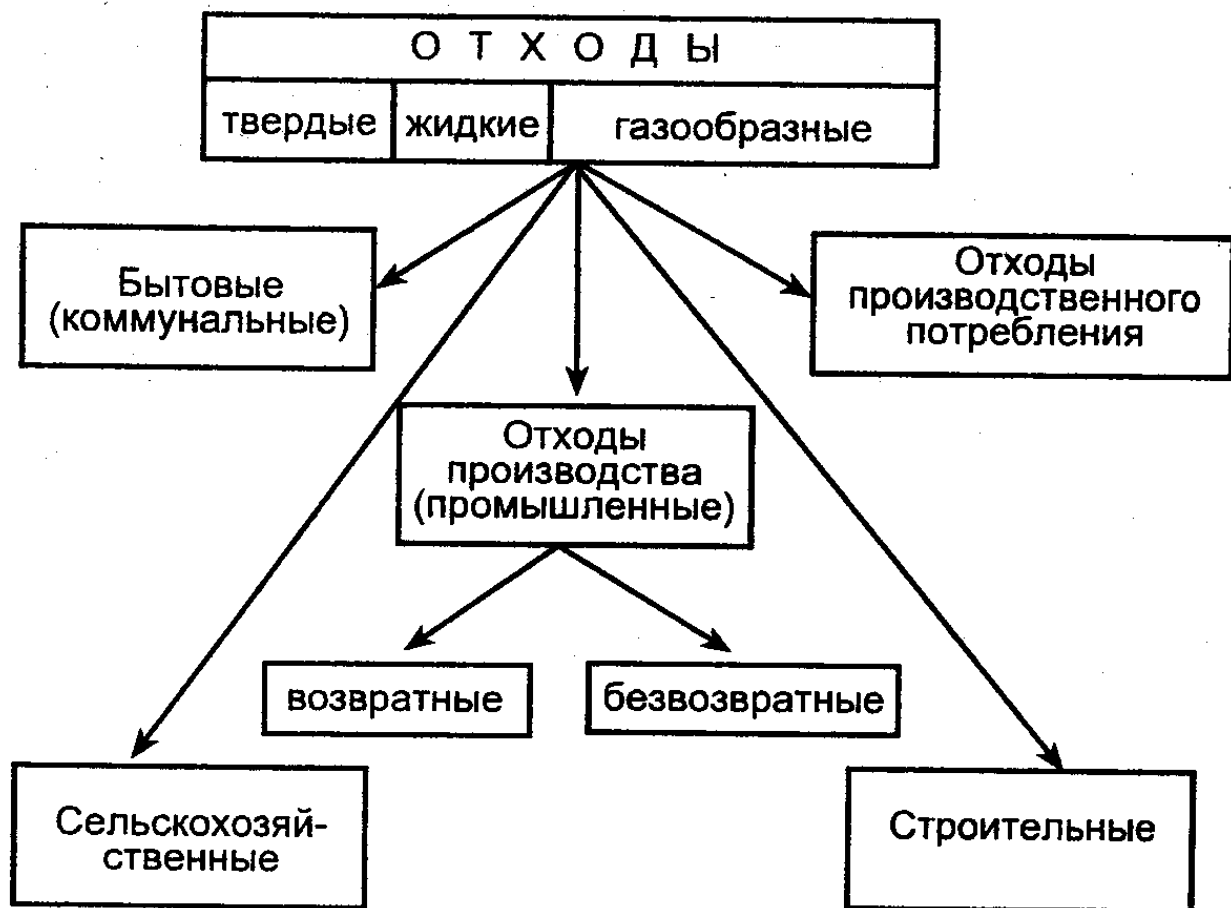 О Т Х О Д Ы
твердые жидкие газообразные
Бытовые
(коммунальные)
Отходы
производственного
потребления
Отходы
производства
(промышленные)
возвратные
безвозвратные
Сельскохозяй-
ственные
Строительные